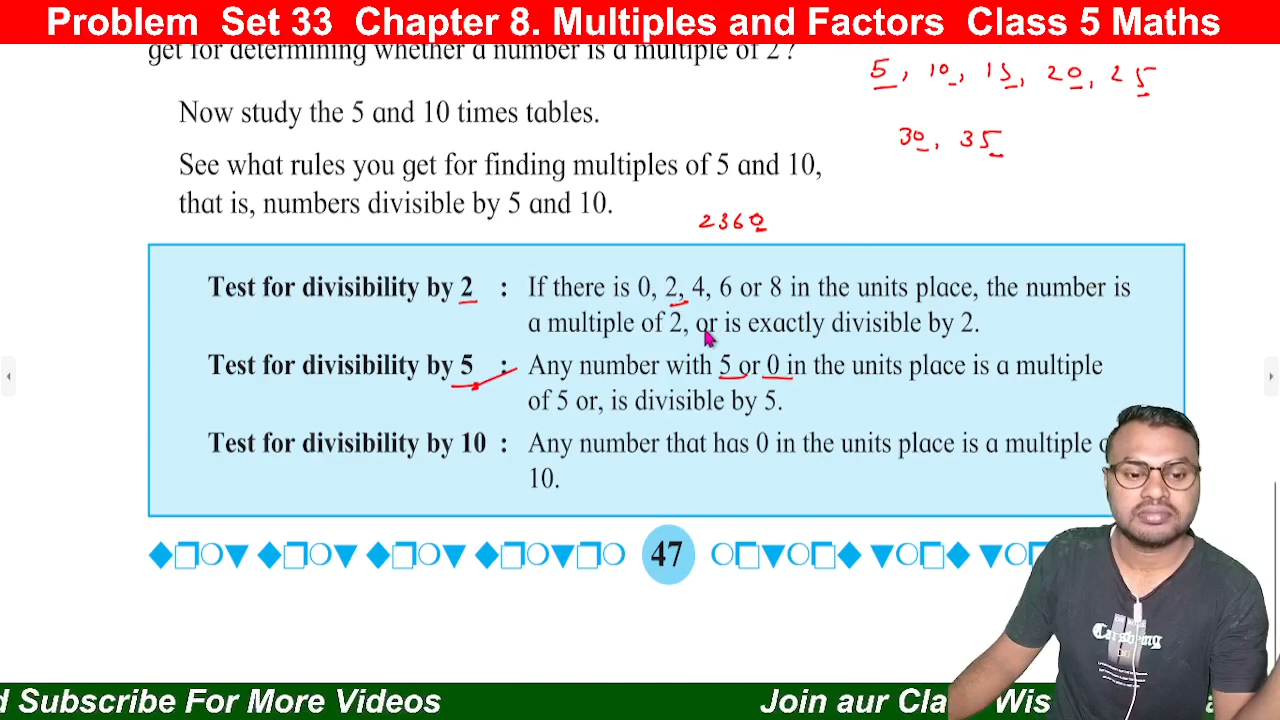 Problem Set 33 Chapter 8. Multiples and Factors Class 5 Maths
get for determining whether a number is a multiple of 2 ?
5, 10, 15, 20, 25
Now study the 5 and 10 times tables.
30, 35
See what rules you get for finding multiples of 5 and 10,
that is, numbers divisible by 5 and 10.
2360
Test for divisibility by 2 : If there is 0, 2, 4, 6 or 8 in the units place, the number is
a multiple of 2, or is exactly divisible by 2.
Test for divisibility by 5 : Any number with 5 or 0 in the units place is a multiple
of 5 or, is divisible by 5.
Test for divisibility by 10 : Any number that has 0 in the units place is a multiple
10.
47
Carsberg
Subscribe For More Videos Join aur Cla Wis